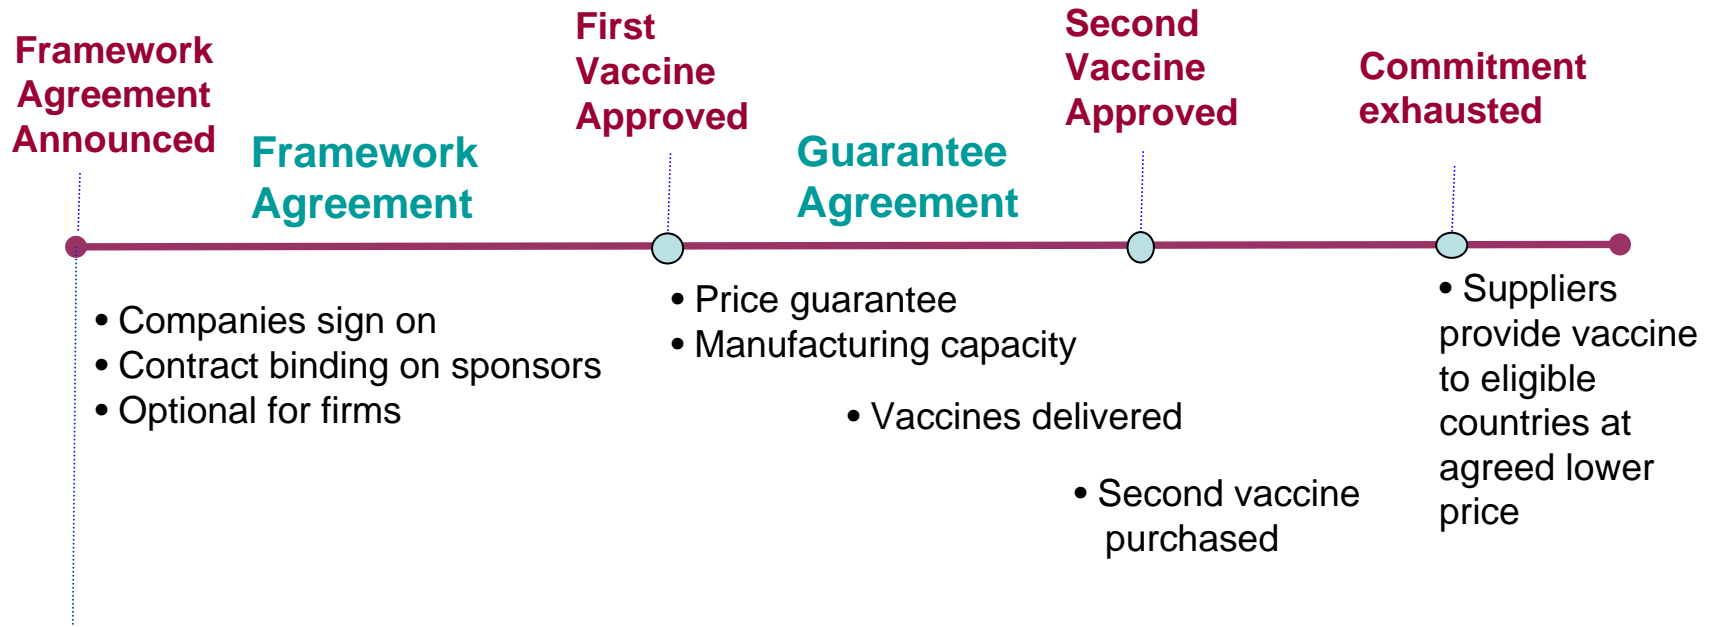 Framework
Agreement
Announced
Framework
Agreement
First
Vaccine
Approved
Guarantee
Agreement
Second
Vaccine
Approved
Commitment
exhausted
• Companies sign on
• Contract binding on sponsors
• Optional for firms
• Price guarantee
• Manufacturing capacity
• Vaccines delivered
• Second vaccine
purchased
• Suppliers
provide vaccine
to eligible
countries at
agreed lower
price